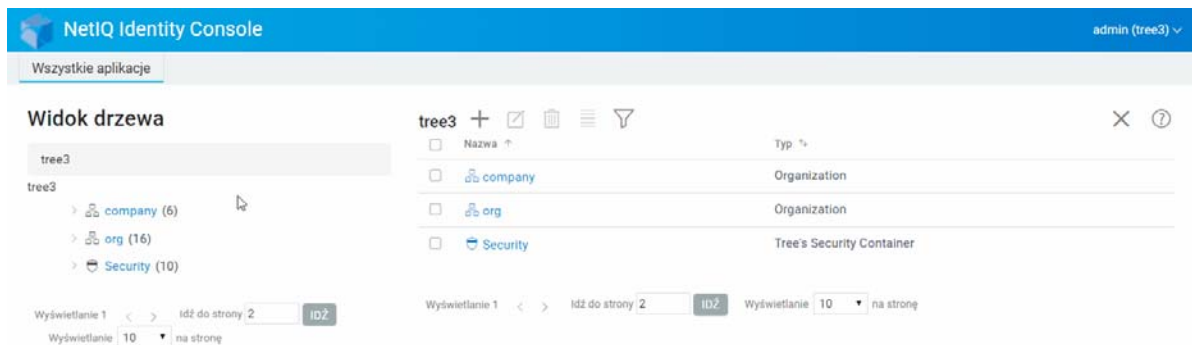 NetIQ Identity Console
admin (tree3)
Wszystkie aplikacje
Widok drzewa
tree3
tree3
company (6)
org (16)
Security (10)
Wyświetlanie 1
Idź do strony 2
IDŹ
Wyświetlanie 10 na stronę
tree3
Nazwa
Typ
company
Organization
org
Organization
Security
Tree's Security Container
Wyświetlanie 1
Idź do strony 2
IDŹ
Wyświetlanie 10 na stronę